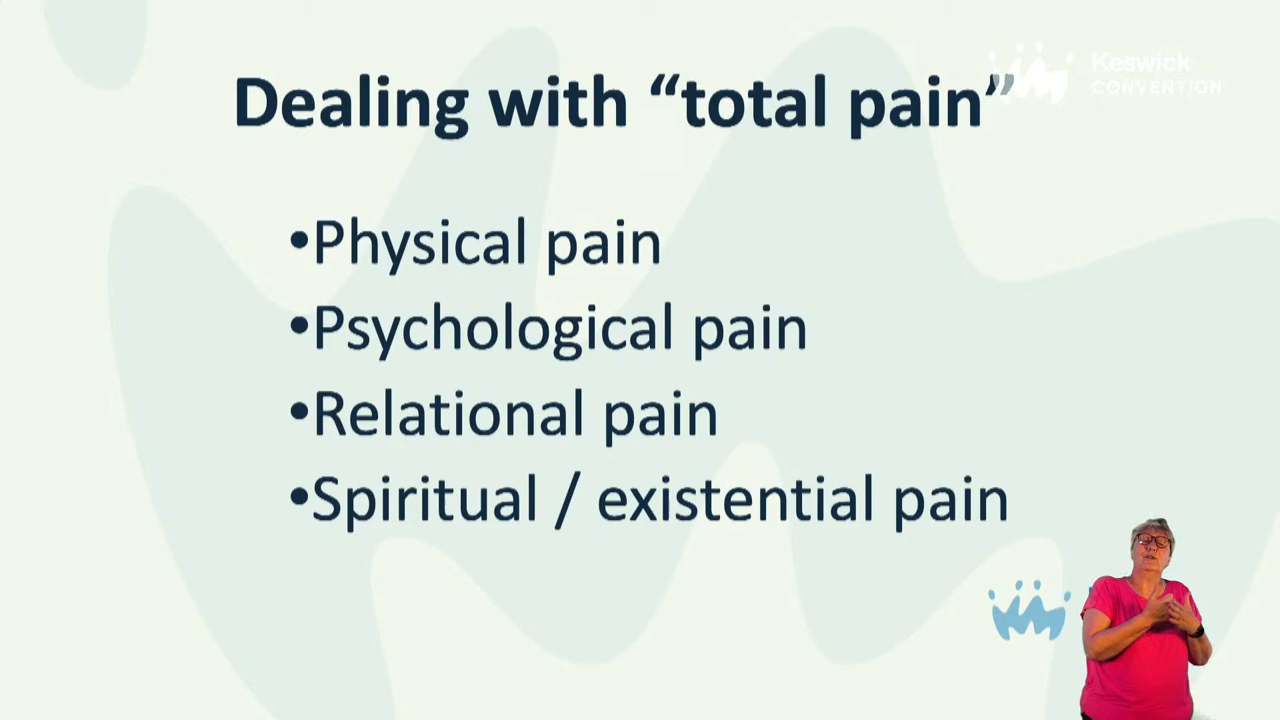 Dealing with “total pain”
Keswick
CONVENTION
•Physical pain
•Psychological pain
•Relational pain
•Spiritual / existential pain